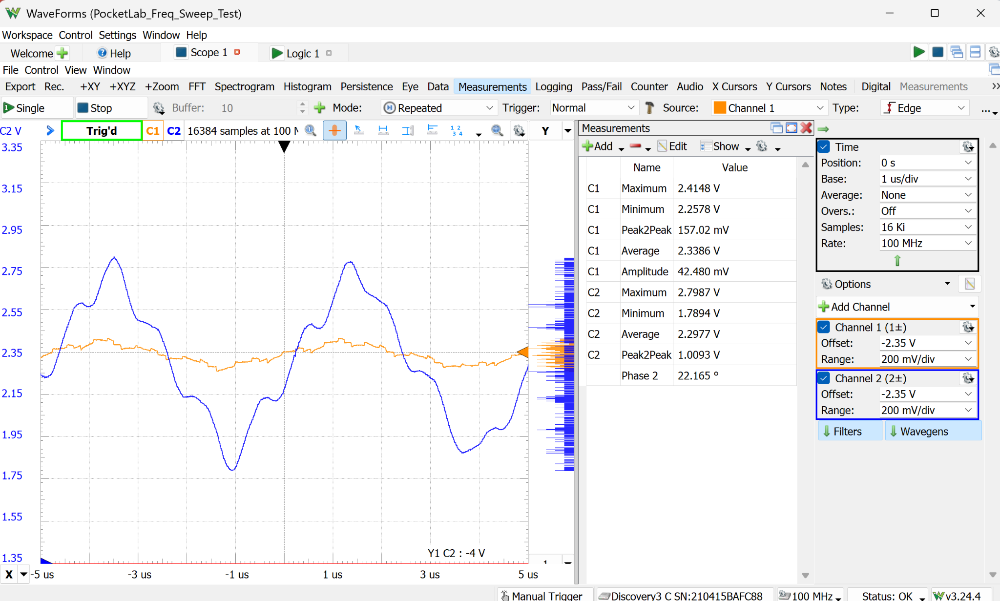 WaveForms (PocketLab_Freq_Sweep_Test)
Workspace Control Settings Window Help
Welcome Help Scope 1 Logic 1
File Control View Window
Export Rec. +XY +XYZ +Zoom FFT Spectrogram Histogram Persistence Eye Data Measurements Logging Pass/Fail Counter Audio X Cursors Y Cursors Notes Digital Measurements »
Single Stop Buffer: 10 Mode: Repeated Trigger: Normal Source: Channel 1 Type: Edge ...
C2 V Trig'd C1 C2 16384 samples at 100 M Y
3.35
3.15
2.95
2.75
2.55
2.35
2.15
1.95
1.75
1.55
1.35
Y1 C2 : -4 V
1
X -5 us -3 us -1 us 1 us 3 us 5 us
Measurements
Add Edit Show
Name Value
C1 Maximum 2.4148 V
C1 Minimum 2.2578 V
C1 Peak2Peak 157.02 mV
C1 Average 2.3386 V
C1 Amplitude 42.480 mV
C2 Maximum 2.7987 V
C2 Minimum 1.7894 V
C2 Average 2.2977 V
C2 Peak2Peak 1.0093 V
Phase 2 22.165 °
Time
Position: 0 s
Base: 1 us/div
Average: None
Overs.: Off
Samples: 16 Ki
Rate: 100 MHz
Options
Add Channel
Channel 1 (1±)
Offset: -2.35 V
Range: 200 mV/div
Channel 2 (2±)
Offset: -2.35 V
Range: 200 mV/div
Filters Wavegens
Manual Trigger Discovery3 C SN:210415BAFC88 100 MHz Status: OK v3.24.4